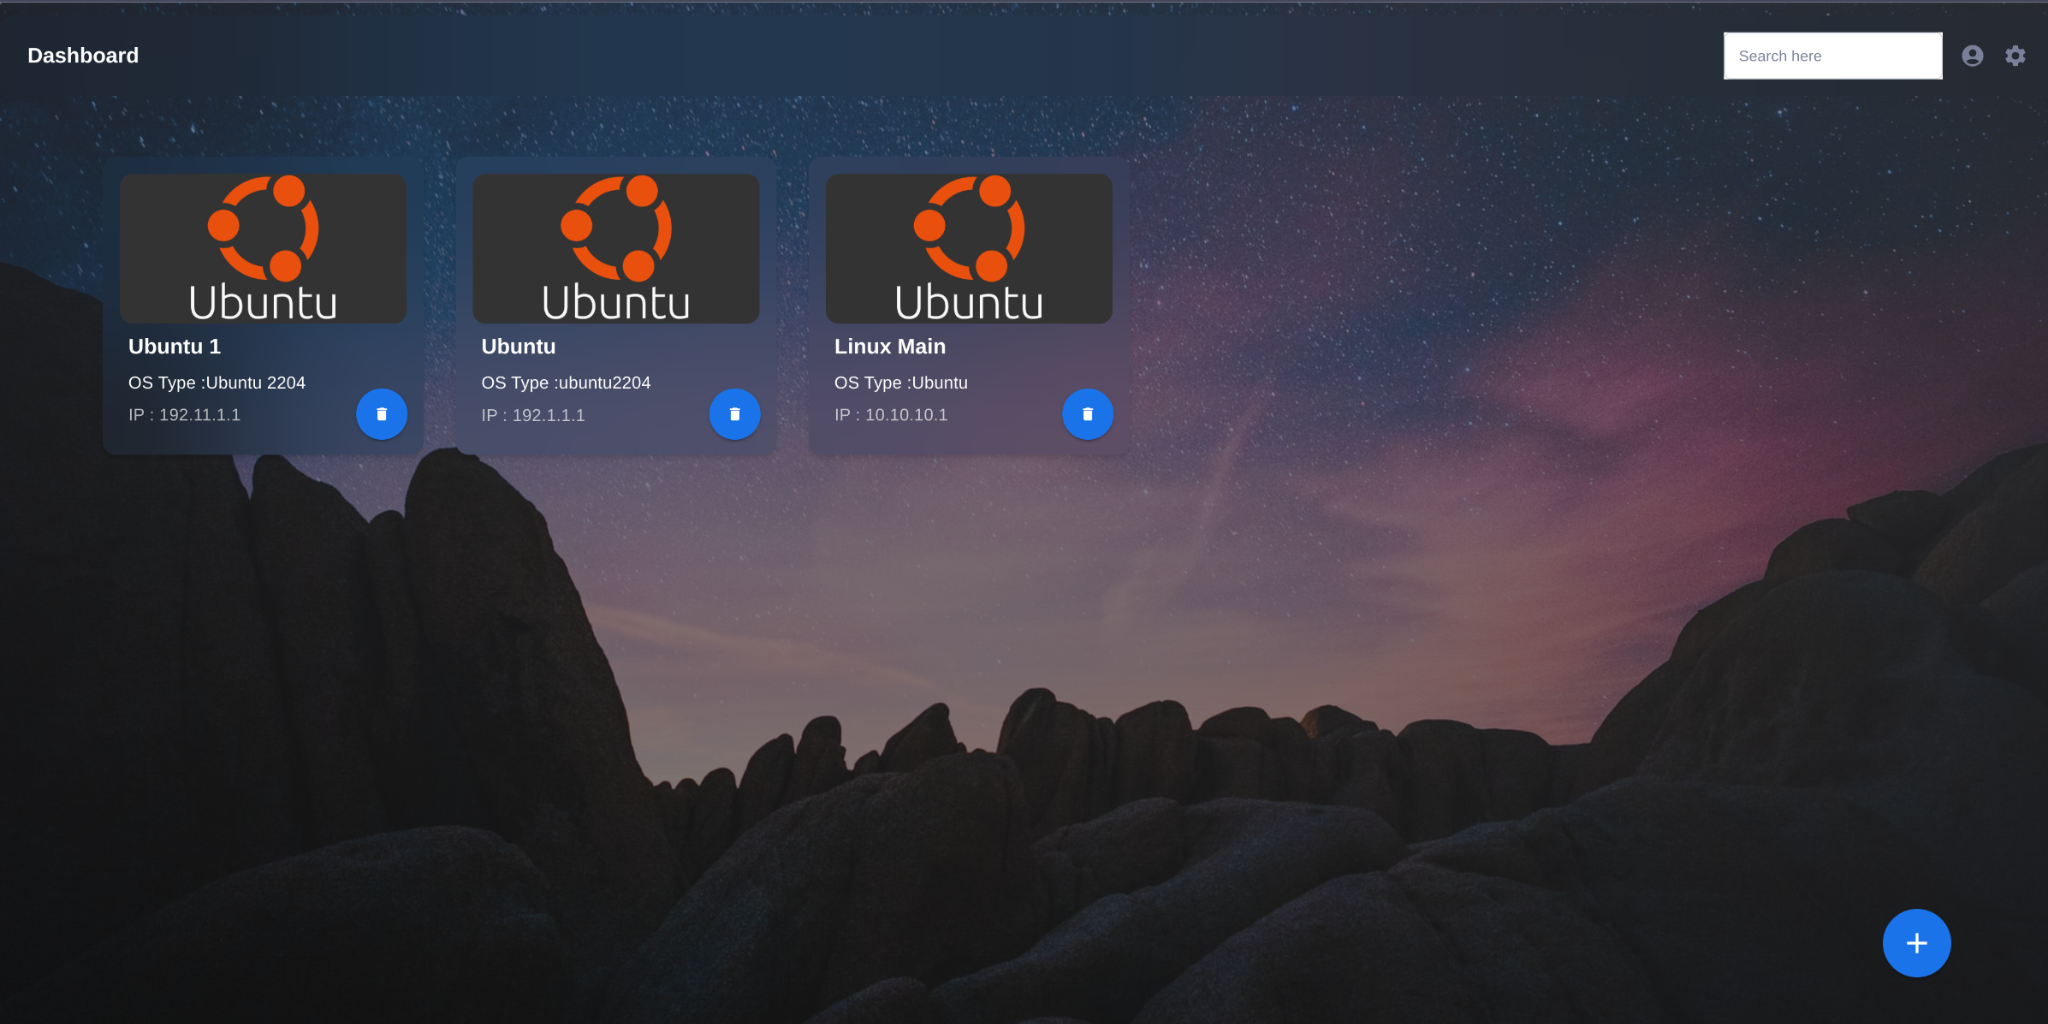 Dashboard
Search here
Ubuntu
Ubuntu 1
OS Type :Ubuntu 2204
IP : 192.11.1.1
Ubuntu
Ubuntu
OS Type :ubuntu2204
IP : 192.1.1.1
Ubuntu
Linux Main
OS Type :Ubuntu
IP : 10.10.10.1